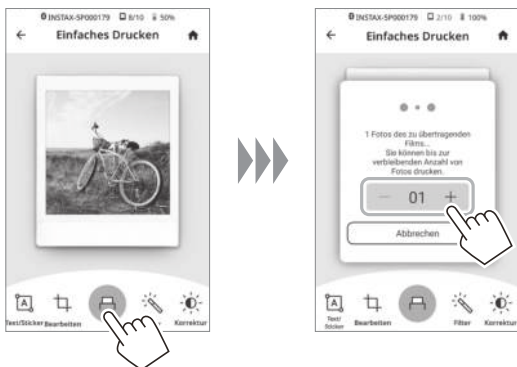 INSTAX-SP000179 8/10 50%
Einfaches Drucken
A
Text/Sticker Bearbeiten Korrektur
INSTAX-SP000179 2/10 100%
Einfaches Drucken
1 Fotos des zu übertragenden
Films...
Sie können bis zur
verbleibenden Anzahl von
Fotos drucken.
— 01 +
Abbrechen
A
Text/
Sticker Bearbeiten Filter Korrektur